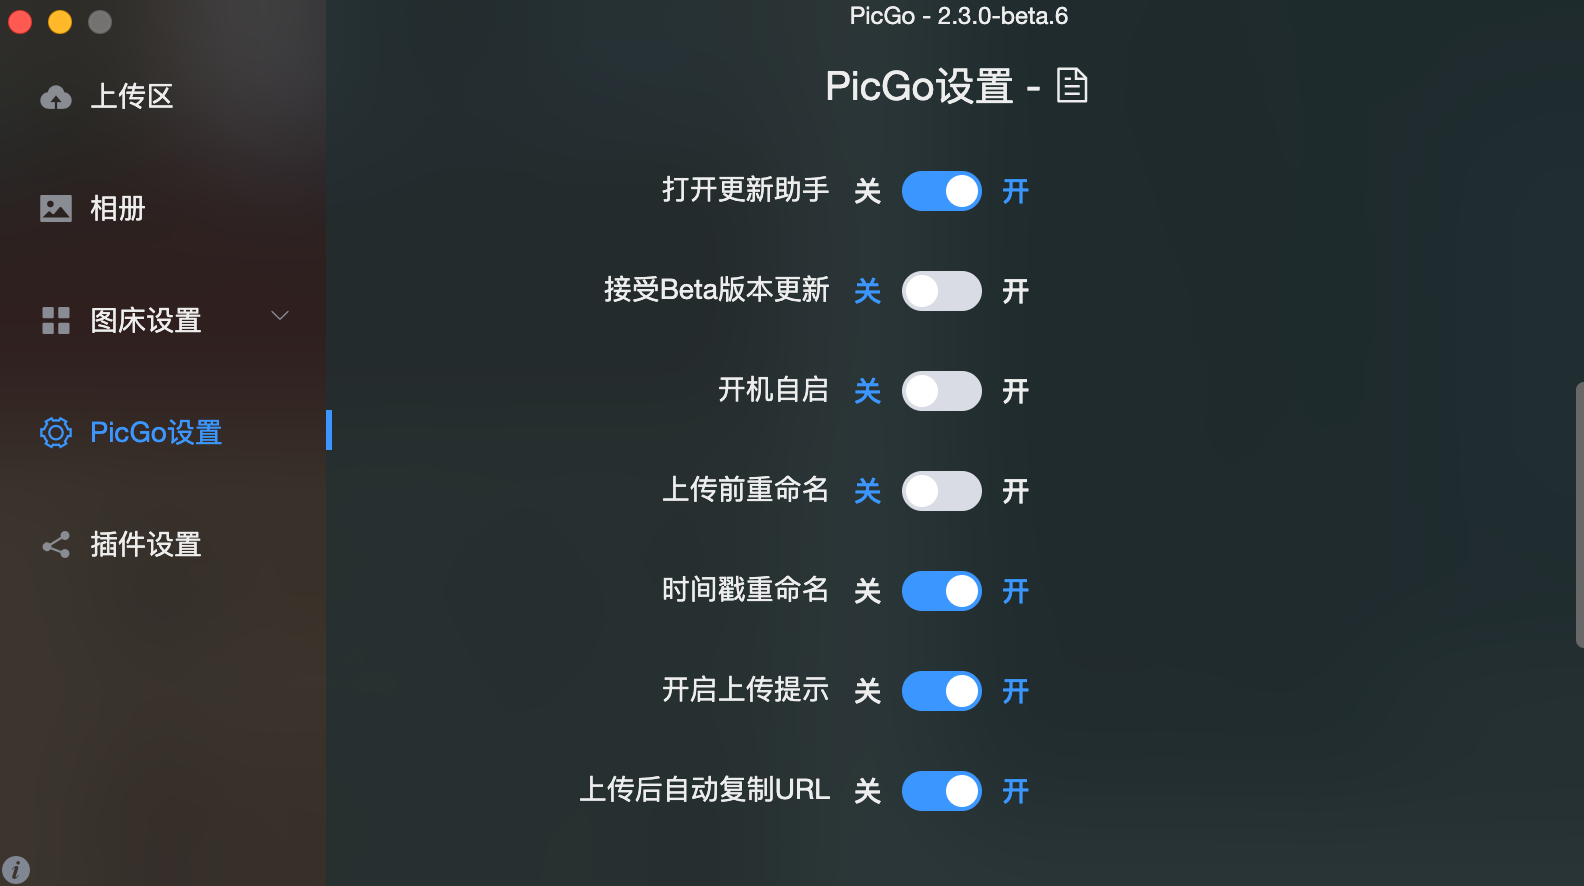 PicGo - 2.3.0-beta.6
PicGo设置 -
上传区
相册
图床设置
PicGo设置
插件设置
打开更新助手 关 开
接受Beta版本更新 关 开
开机自启 关 开
上传前重命名 关 开
时间戳重命名 关 开
开启上传提示 关 开
上传后自动复制URL 关 开